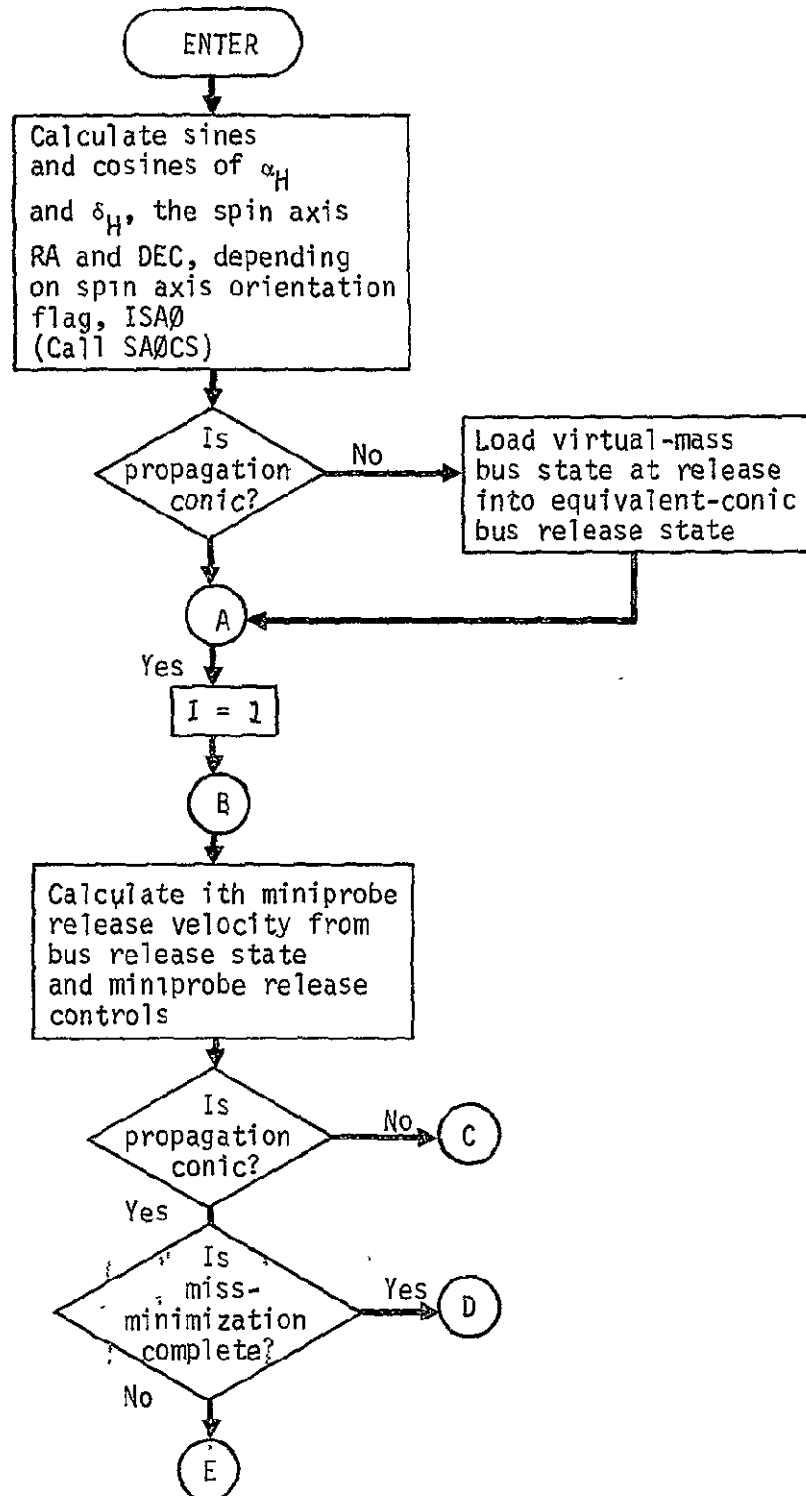 ENTER
Calculate sines
and cosines of αH
and δH, the spin axis
RA and DEC, depending
on spin axis orientation
flag, ISAØ
(Call SAØCS)
Is
propagation
conic?
No
Load virtual-mass
bus state at release
into equivalent-conic
bus release state
A
Yes
I = 1
B
Calculate ith miniprobe
release velocity from
bus release state
and miniprobe release
controls
Is
propagation
conic?
No
C
Yes
Is
miss-
minimization
complete?
Yes
D
No
E